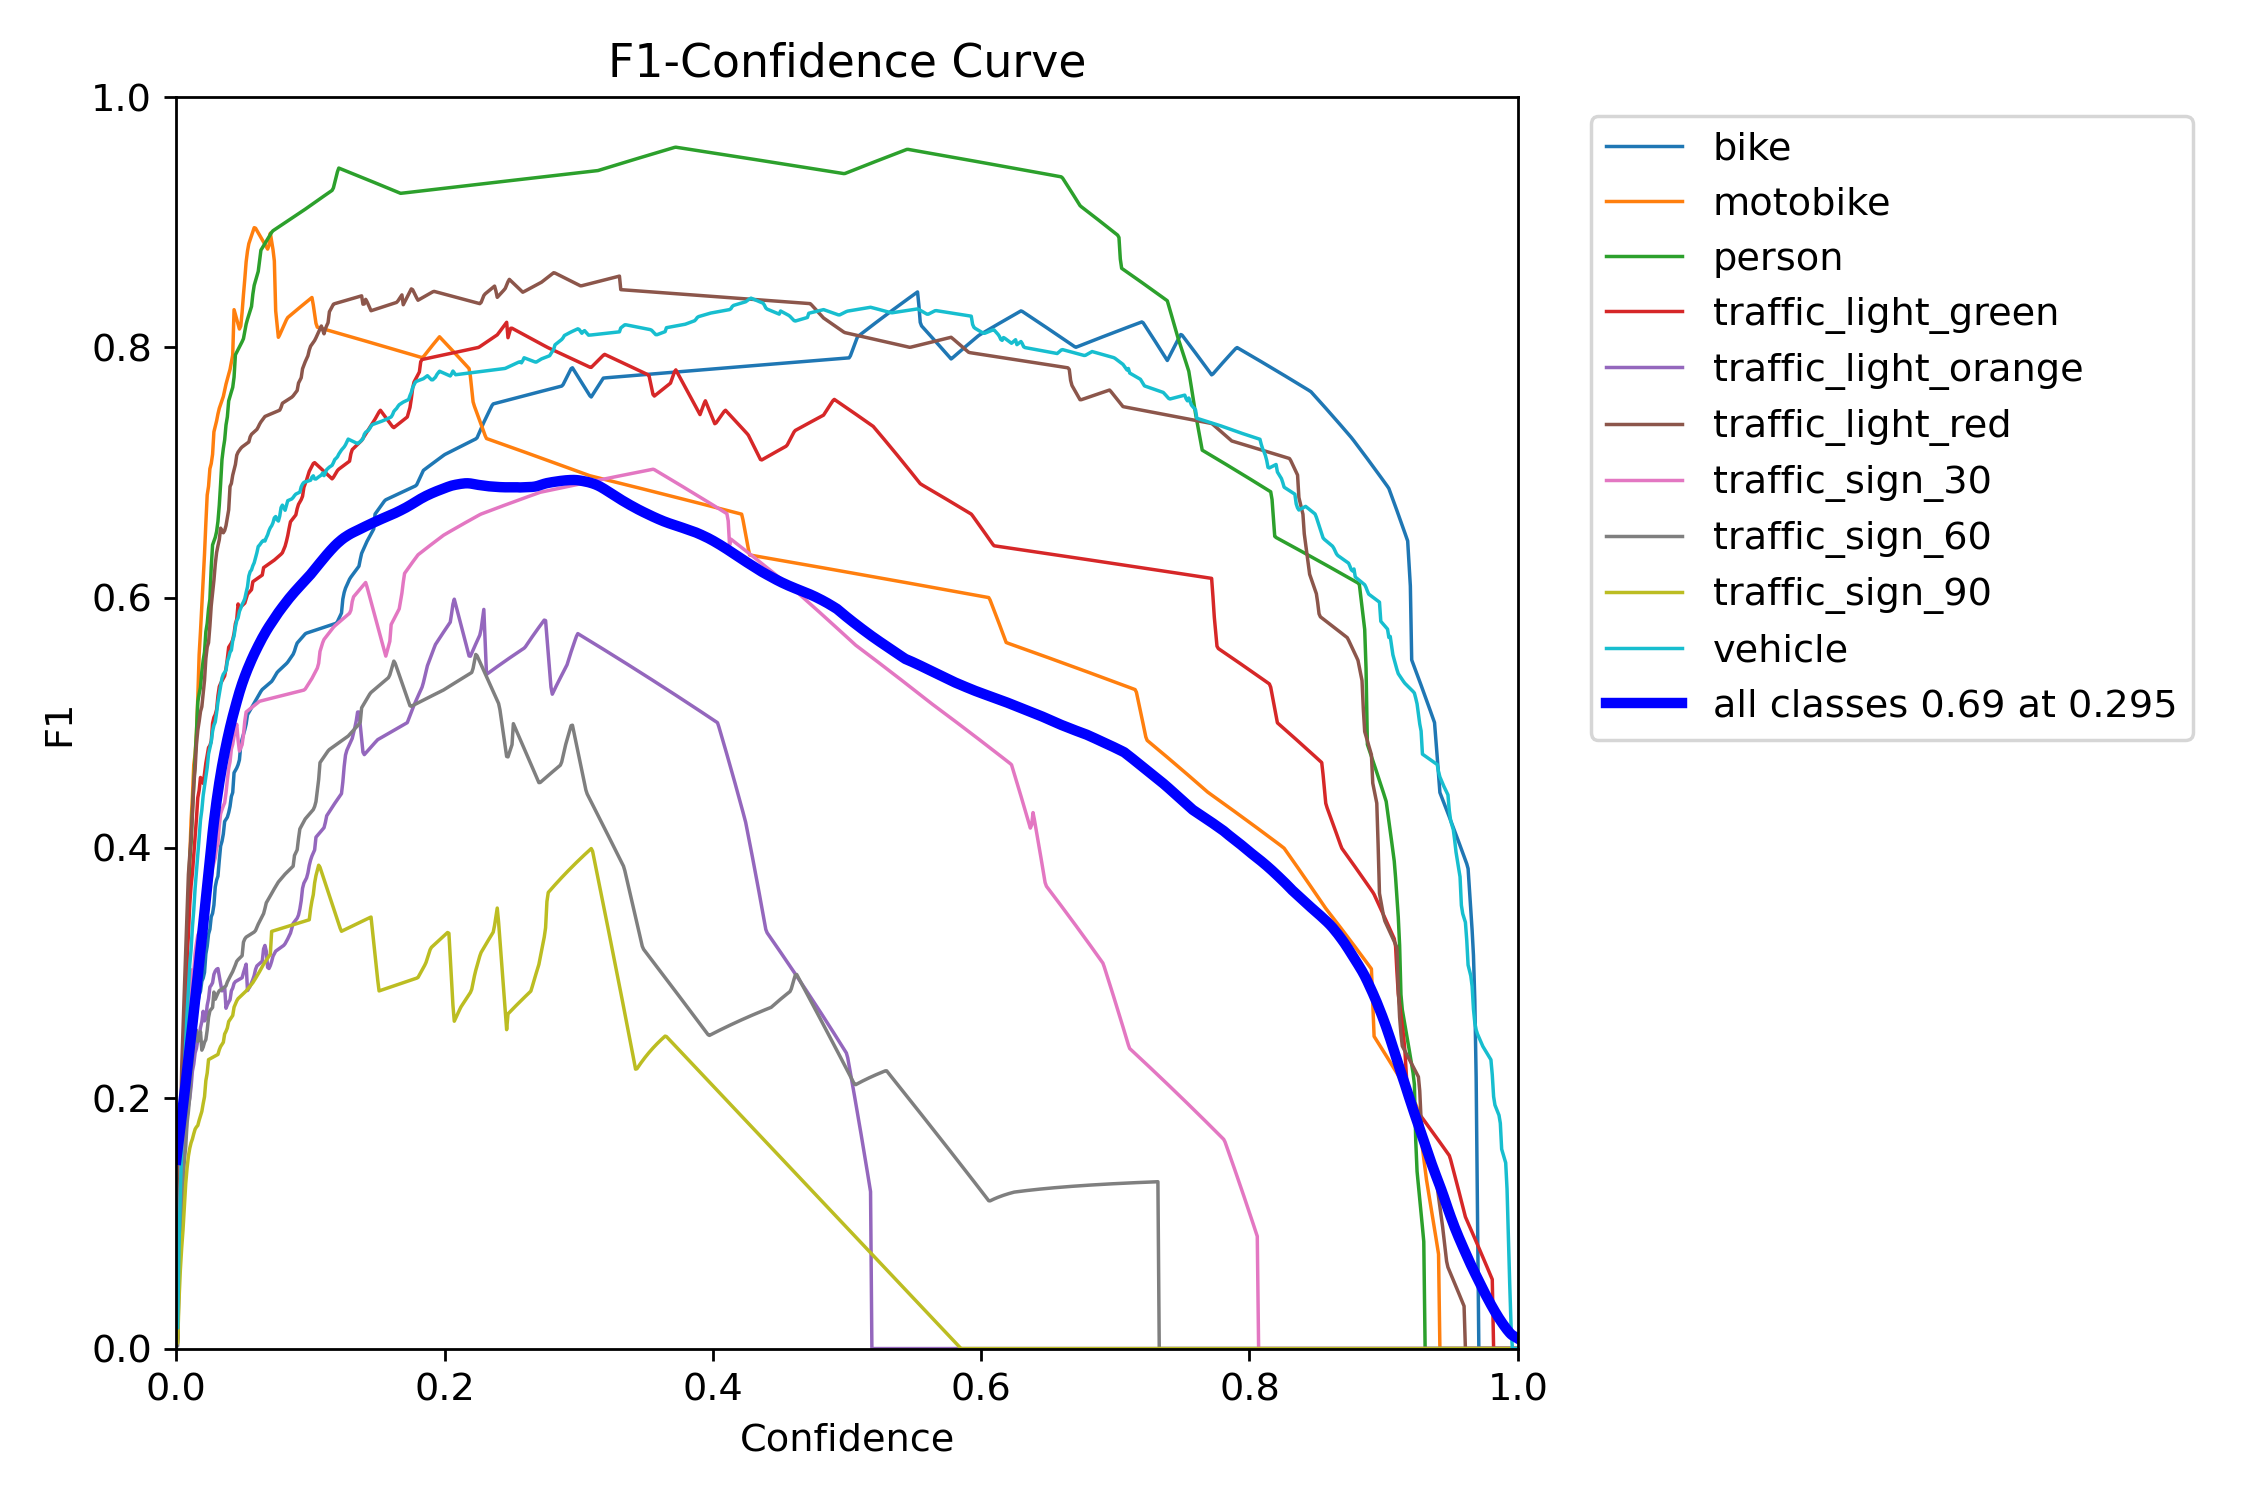 F1-Confidence Curve
1.0
0.8
0.6
0.4
0.2
0.0
F1
0.0 0.2 0.4 0.6 0.8 1.0
Confidence
bike
motobike
person
traffic_light_green
traffic_light_orange
traffic_light_red
traffic_sign_30
traffic_sign_60
traffic_sign_90
vehicle
all classes 0.69 at 0.295